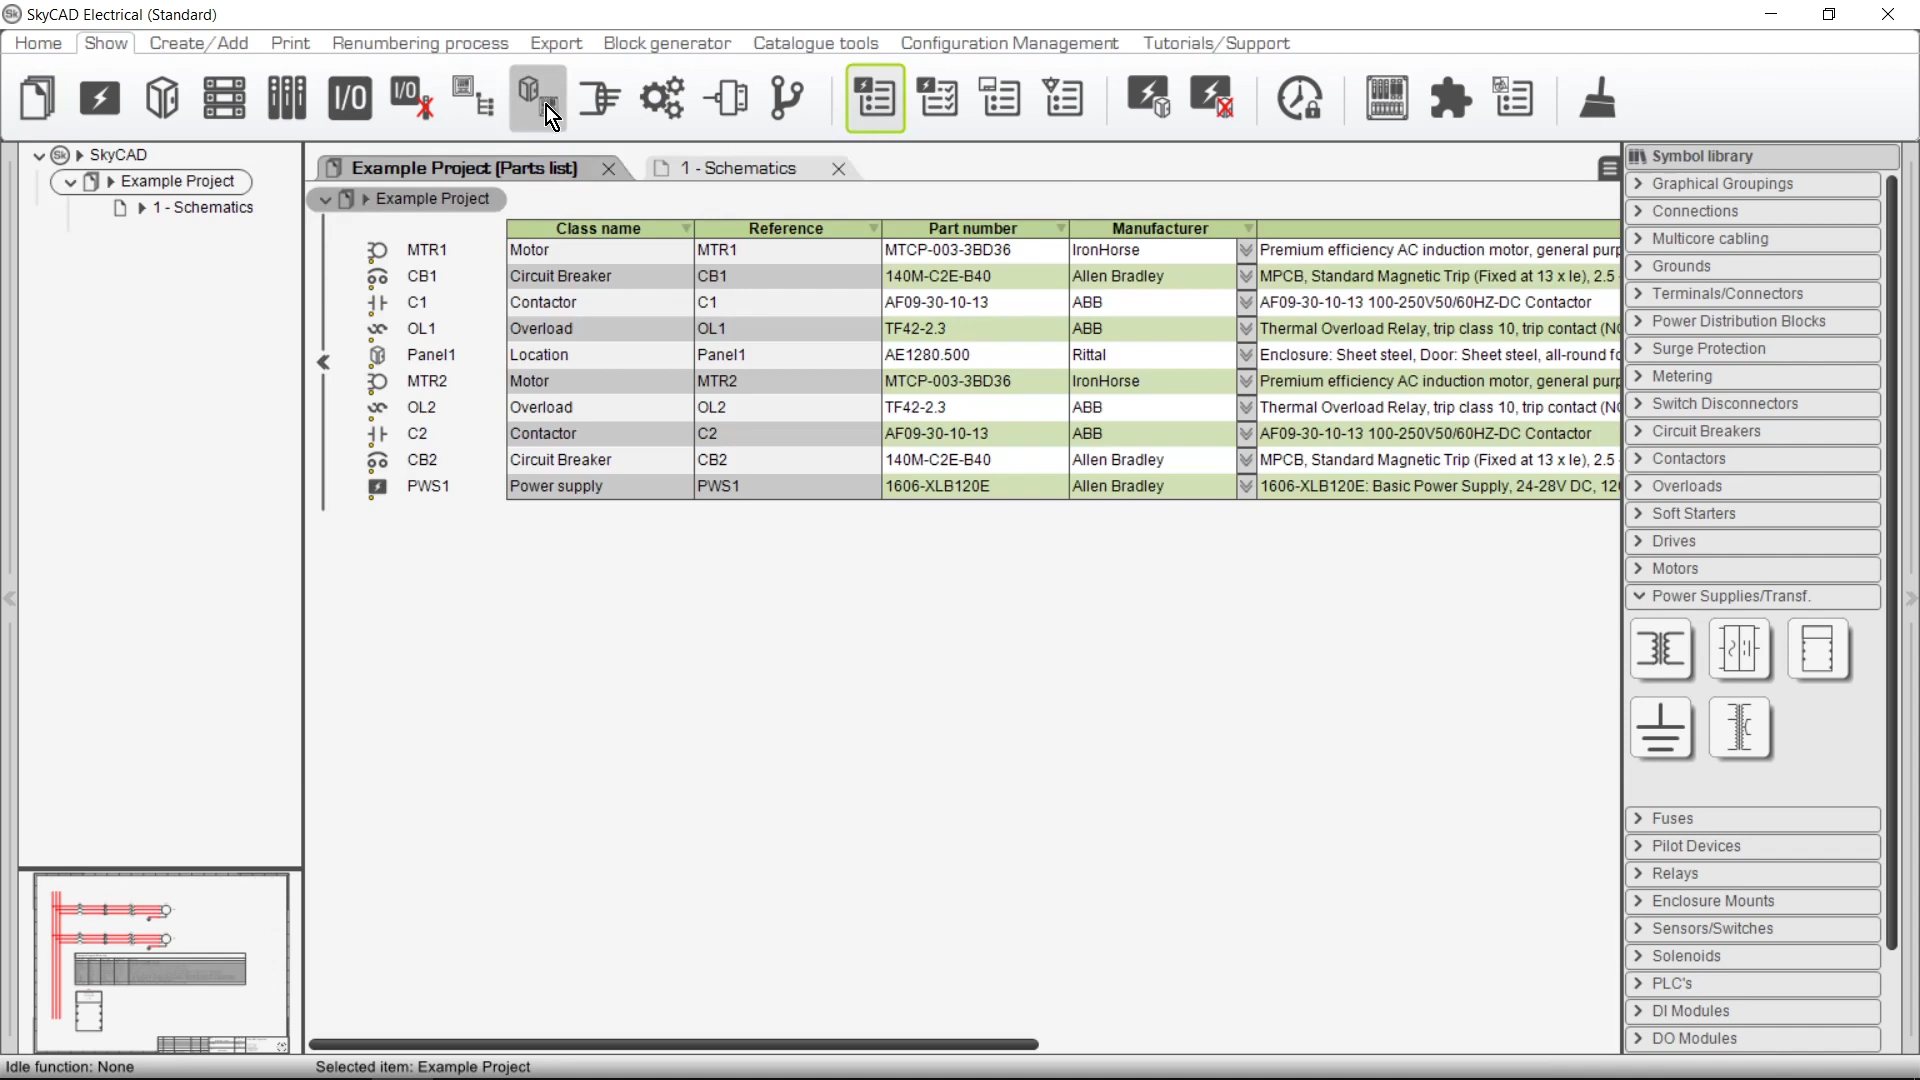 SkyCAD Electrical (Standard)
Home Show Create/Add Print Renumbering process Export Block generator Catalogue tools Configuration Management Tutorials/Support
I/O I/O
SkyCAD
Example Project
1 - Schematics
Example Project [Parts list] 1 - Schematics
Example Project
Class name Reference Part number Manufacturer
MTR1 Motor MTR1 MTCP-003-3BD36 IronHorse Premium efficiency AC induction motor, general purp
CB1 Circuit Breaker CB1 140M-C2E-B40 Allen Bradley MPCB, Standard Magnetic Trip (Fixed at 13 x Ie), 2.5
C1 Contactor C1 AF09-30-10-13 ABB AF09-30-10-13 100-250V50/60HZ-DC Contactor
OL1 Overload OL1 TF42-2.3 ABB Thermal Overload Relay, trip class 10, trip contact (NO
Panel1 Location Panel1 AE1280.500 Rittal Enclosure: Sheet steel, Door: Sheet steel, all-round fo
MTR2 Motor MTR2 MTCP-003-3BD36 IronHorse Premium efficiency AC induction motor, general purp
OL2 Overload OL2 TF42-2.3 ABB Thermal Overload Relay, trip class 10, trip contact (NO
C2 Contactor C2 AF09-30-10-13 ABB AF09-30-10-13 100-250V50/60HZ-DC Contactor
CB2 Circuit Breaker CB2 140M-C2E-B40 Allen Bradley MPCB, Standard Magnetic Trip (Fixed at 13 x Ie), 2.5
PWS1 Power supply PWS1 1606-XLB120E Allen Bradley 1606-XLB120E: Basic Power Supply, 24-28V DC, 120
Symbol library
Graphical Groupings
Connections
Multicore cabling
Grounds
Terminals/Connectors
Power Distribution Blocks
Surge Protection
Metering
Switch Disconnectors
Circuit Breakers
Contactors
Overloads
Soft Starters
Drives
Motors
Power Supplies/Transf.
Fuses
Pilot Devices
Relays
Enclosure Mounts
Sensors/Switches
Solenoids
PLC's
DI Modules
DO Modules
Idle function: None Selected item: Example Project